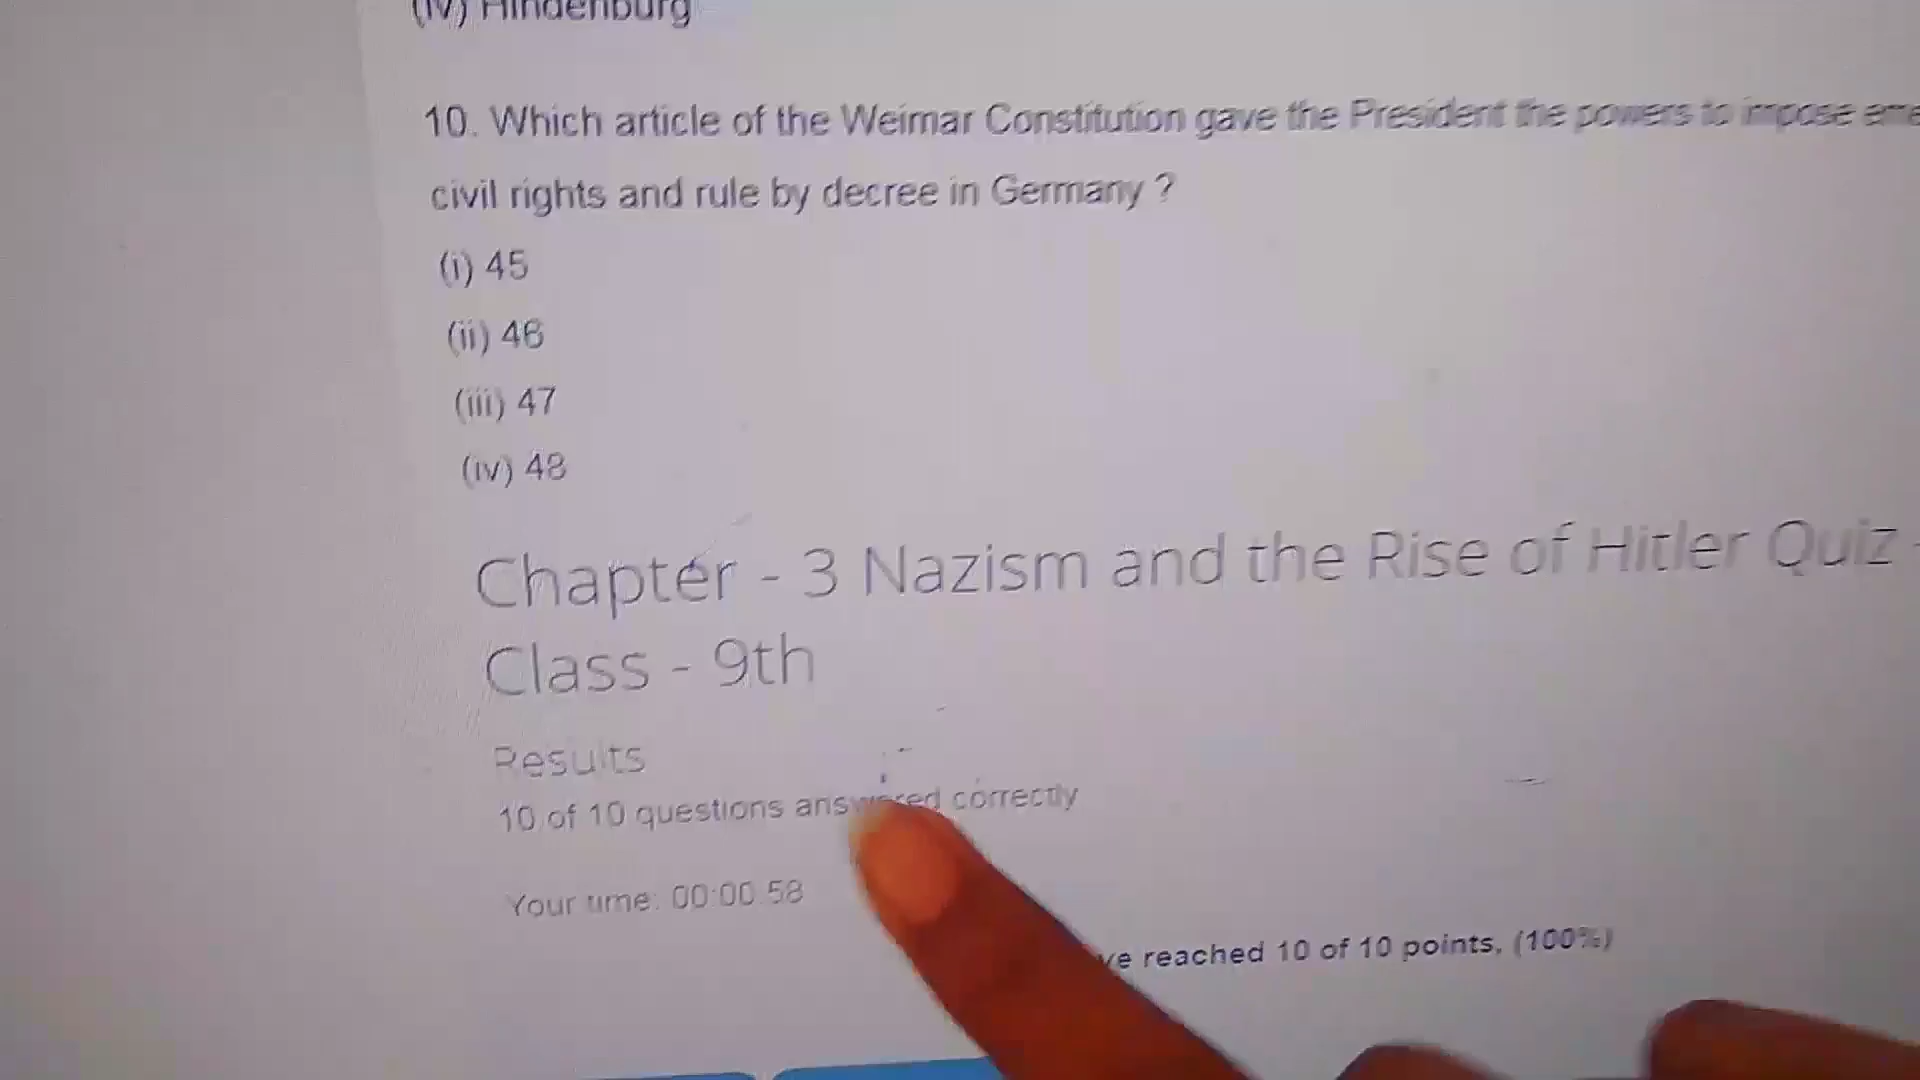 (iv) Hindenburg
10. Which article of the Weimar Constitution gave the President the powers to impose
civil rights and rule by decree in Germany ?
(i) 45
(ii) 46
(iii) 47
(iv) 48
Chapter - 3 Nazism and the Rise of Hitler Quiz -
Class - 9th
Results
10 of 10 questions answered correctly
Your time: 00:00:58
reached 10 of 10 points, (100%)